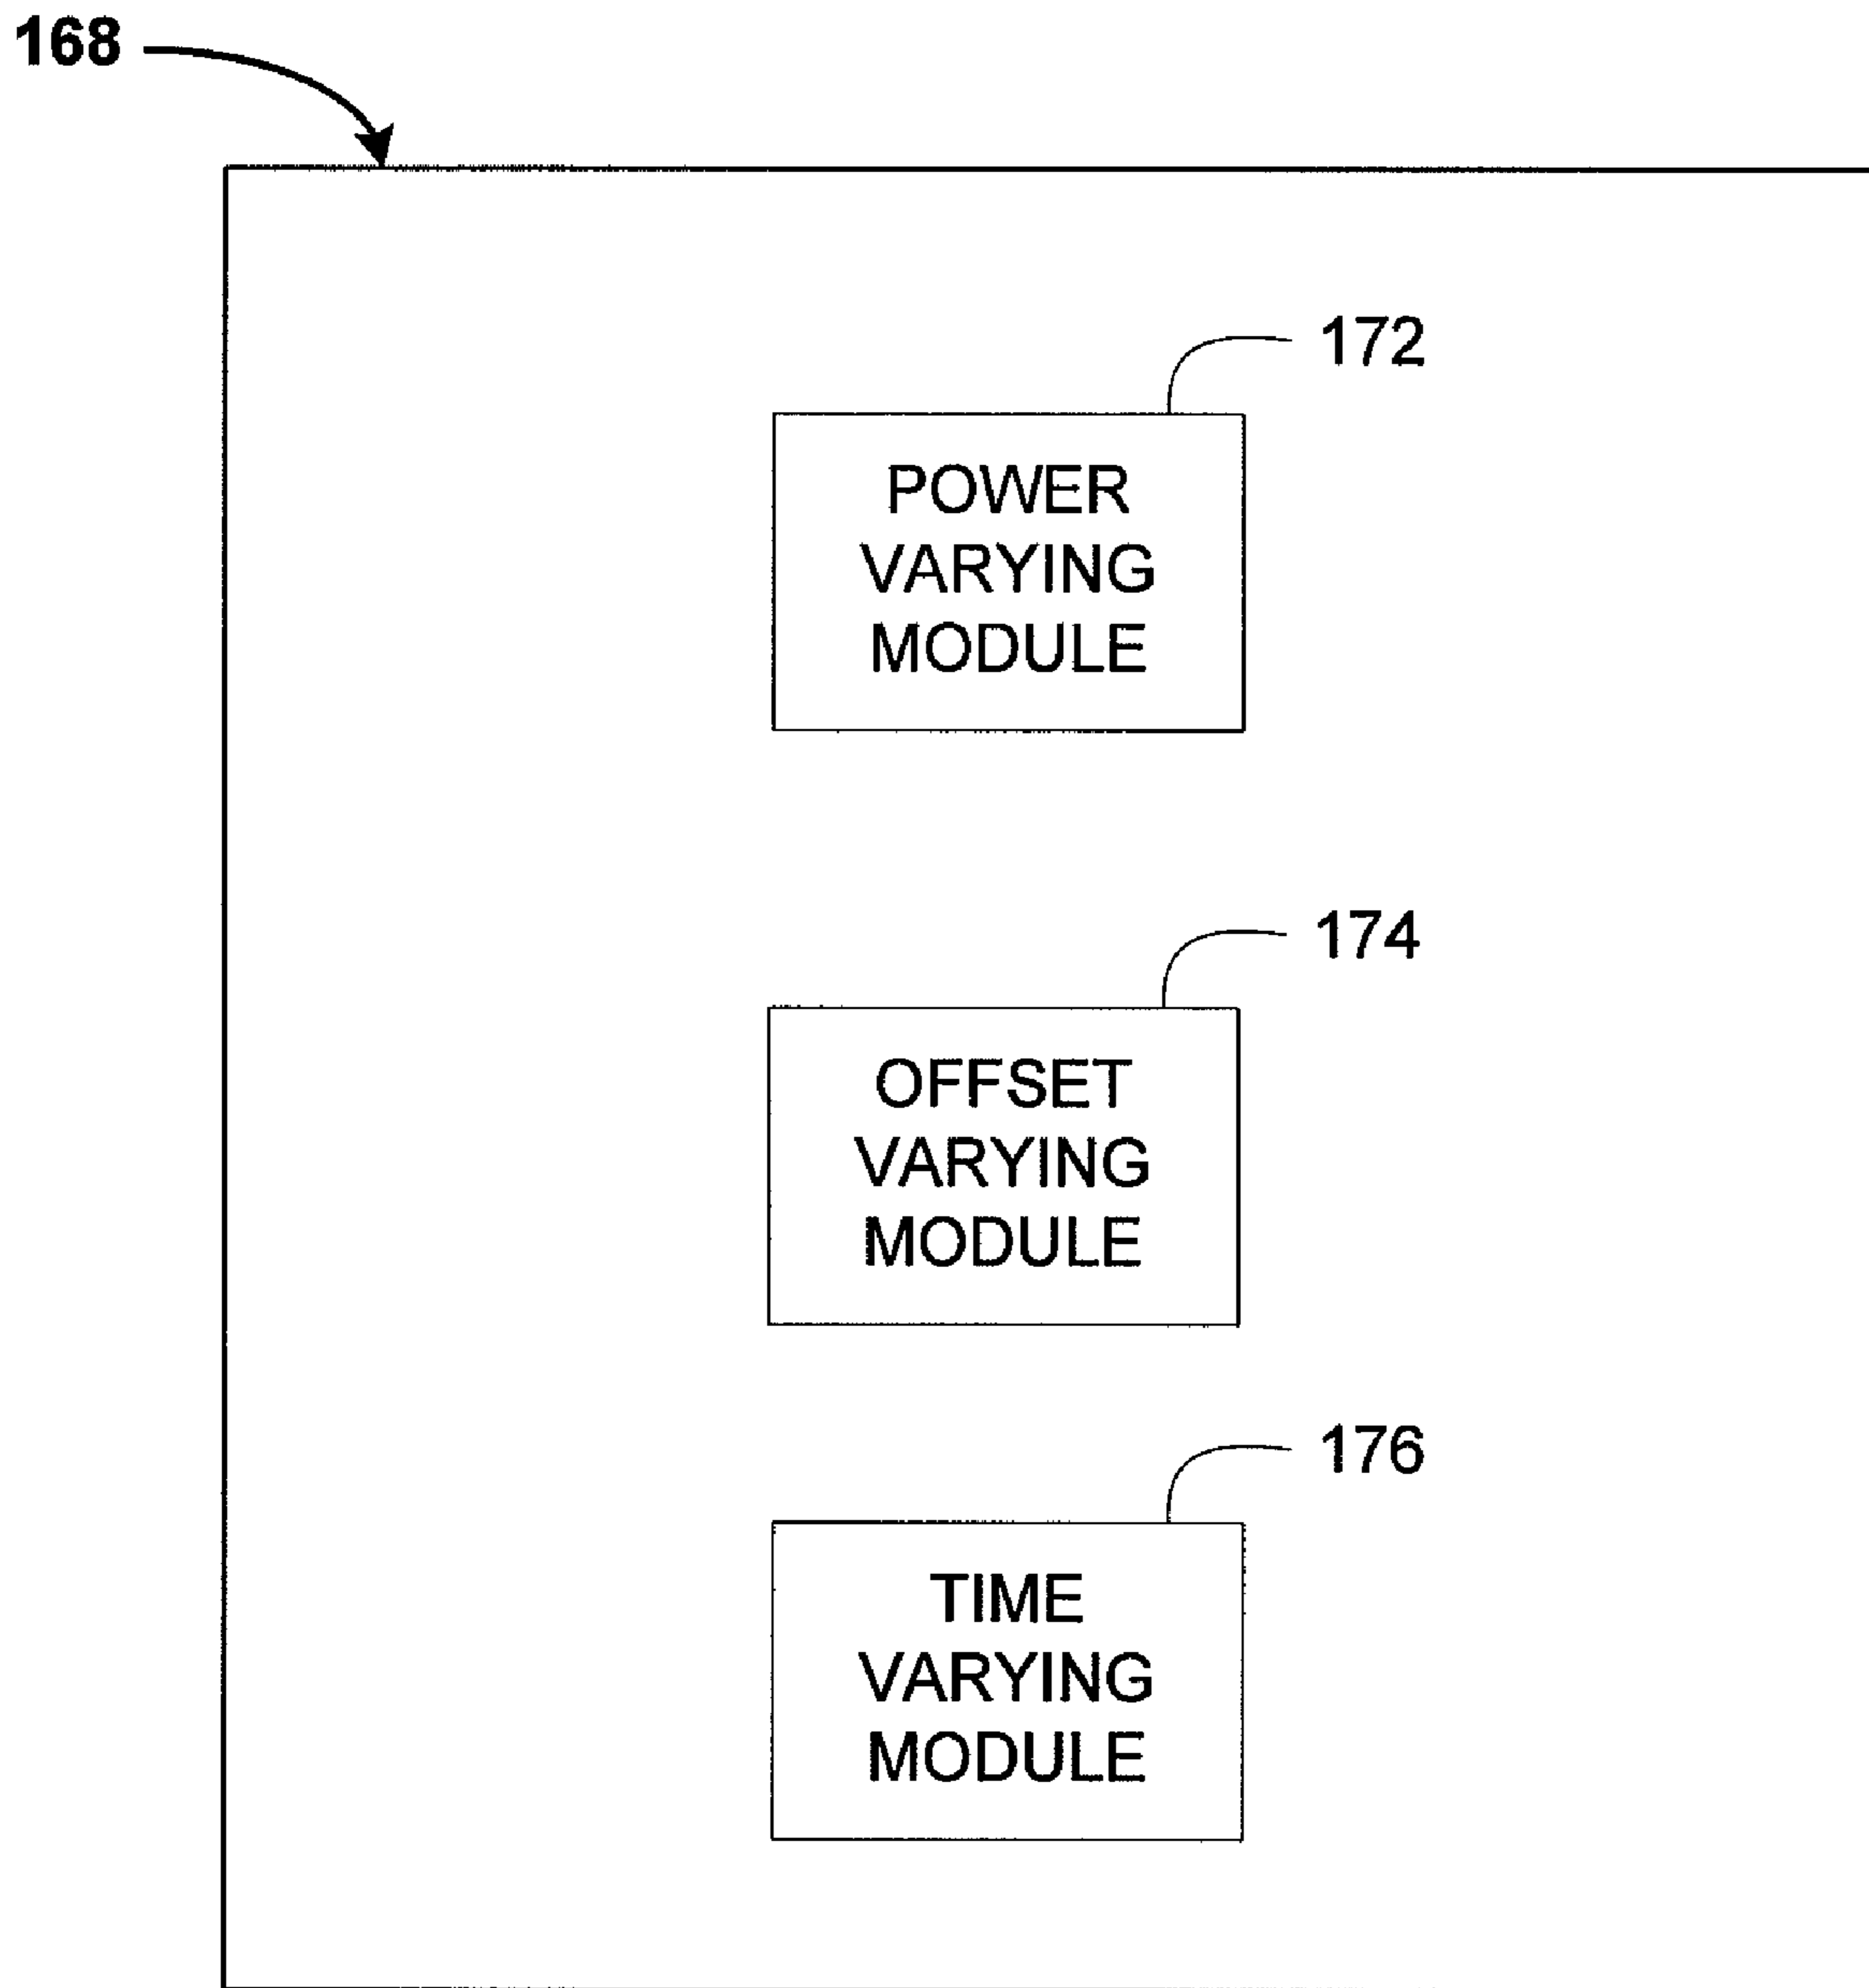 168
172
POWER
VARYING
MODULE
174
OFFSET
VARYING
MODULE
176
TIME
VARYING
MODULE